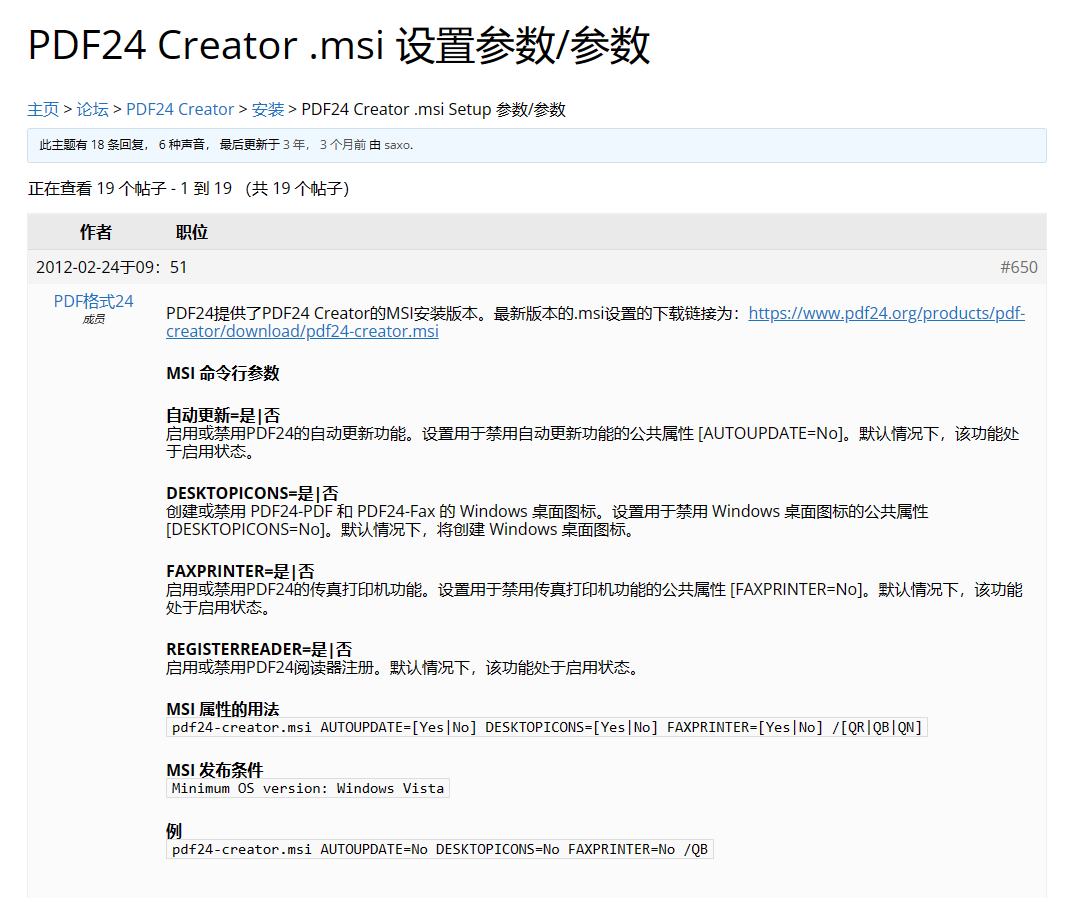 PDF24 Creator .msi 设置参数/参数
主页 > 论坛 > PDF24 Creator > 安装 > PDF24 Creator .msi Setup 参数/参数
此主题有 18 条回复， 6 种声音， 最后更新于 3 年， 3 个月前 由 saxo.
正在查看 19 个帖子 - 1 到 19 （共 19 个帖子）
作者 职位
2012-02-24于09：51 #650
PDF格式24
成员
PDF24提供了PDF24 Creator的MSI安装版本。最新版本的.msi设置的下载链接为：https://www.pdf24.org/products/pdf-
creator/download/pdf24-creator.msi
MSI 命令行参数
自动更新=是|否
启用或禁用PDF24的自动更新功能。设置用于禁用自动更新功能的公共属性 [AUTOUPDATE=No]。默认情况下，该功能处
于启用状态。
DESKTOPICONS=是|否
创建或禁用 PDF24-PDF 和 PDF24-Fax 的 Windows 桌面图标。设置用于禁用 Windows 桌面图标的公共属性
[DESKTOPICONS=No]。默认情况下，将创建 Windows 桌面图标。
FAXPRINTER=是|否
启用或禁用PDF24的传真打印机功能。设置用于禁用传真打印机功能的公共属性 [FAXPRINTER=No]。默认情况下，该功能
处于启用状态。
REGISTERREADER=是|否
启用或禁用PDF24阅读器注册。默认情况下，该功能处于启用状态。
MSI 属性的用法
pdf24-creator.msi AUTOUPDATE=[Yes|No] DESKTOPICONS=[Yes|No] FAXPRINTER=[Yes|No] /[QR|QB|QN]
MSI 发布条件
Minimum OS version: Windows Vista
例
pdf24-creator.msi AUTOUPDATE=No DESKTOPICONS=No FAXPRINTER=No /QB